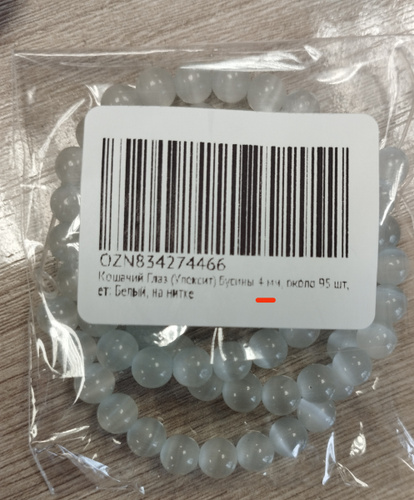 OZN834274466
Кошачий Глаз (Улексит) Бусины 4 мм, около 95 шт,
ет: Белый, на нитке